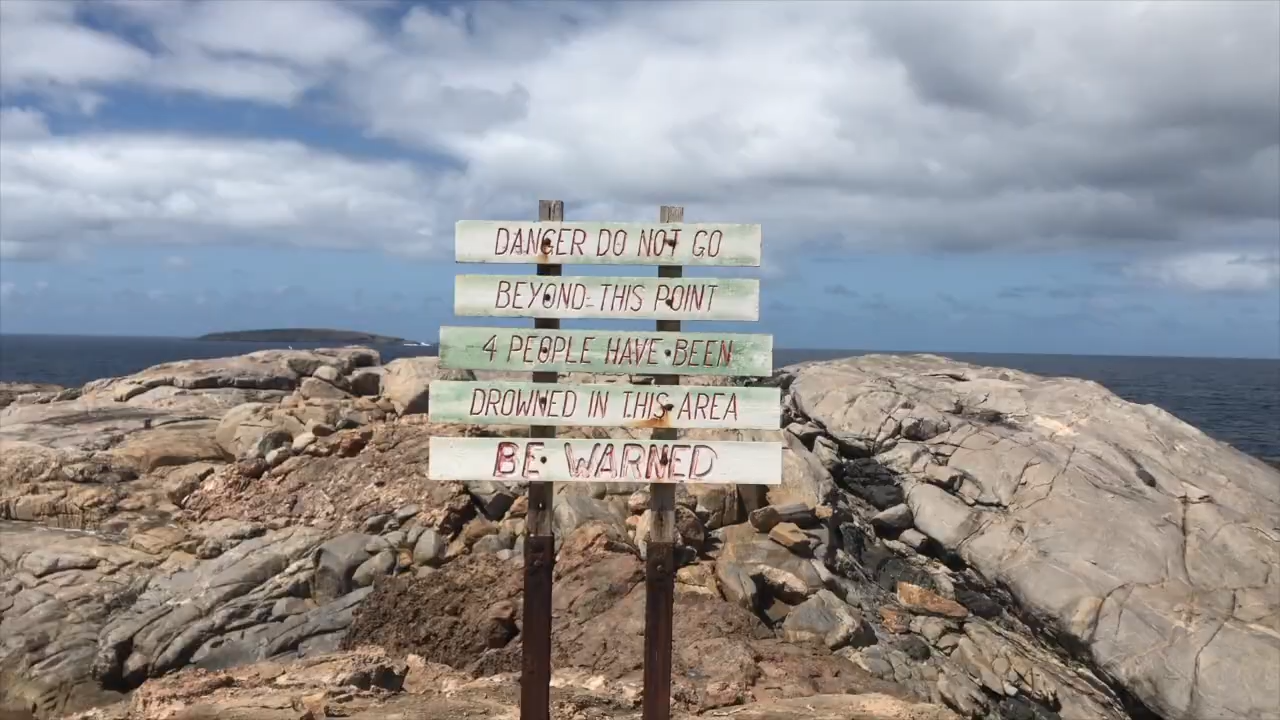 DANGER DO NOT GO
BEYOND-THIS POINT
4 PEOPLE HAVE BEEN
DROWNED IN THIS AREA
BE WARNED